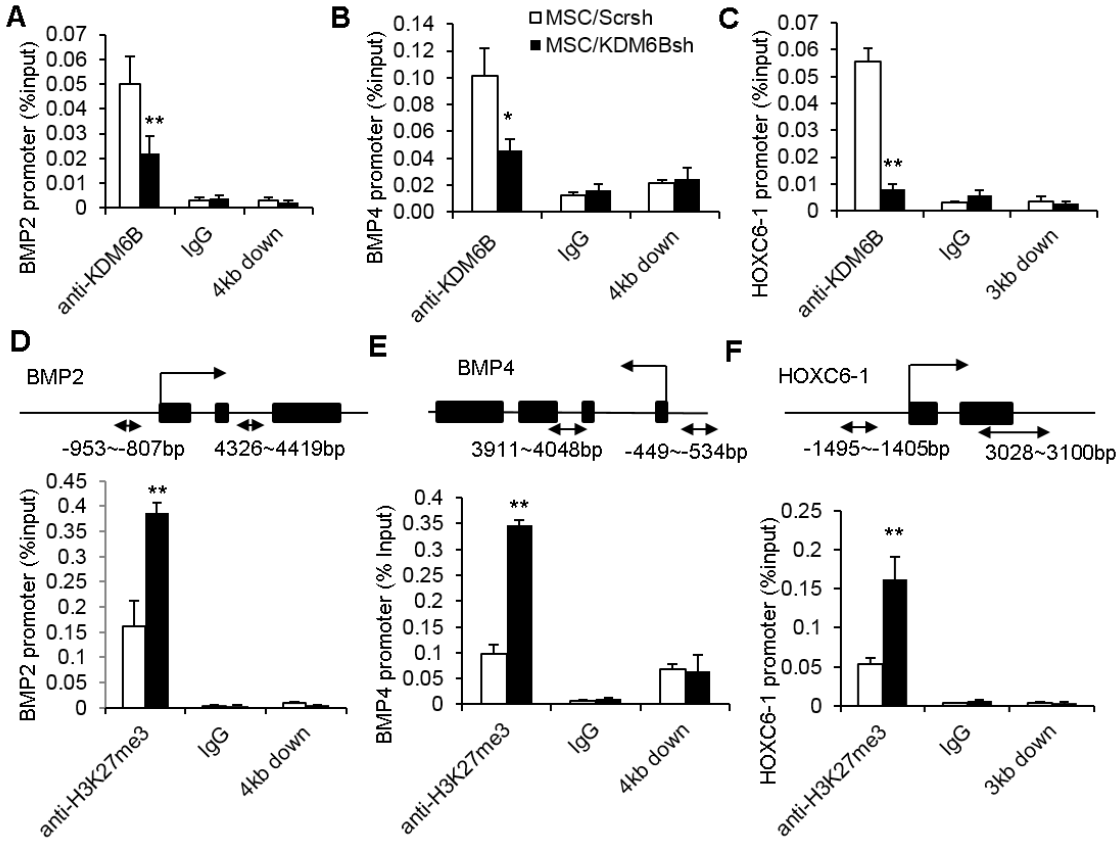 A
BMP2 promoter (%input)
0.07
0.06
0.05
0.04
0.03
0.02
0.01
0
**
anti-KDM6B
IgG
4kb down
B
BMP4 promoter (%input)
0.14
0.12
0.10
0.08
0.06
0.04
0.02
0.00
*
anti-KDM6B
IgG
4kb down
MSC/Scrsh
MSC/KDM6Bsh
C
HOXC6-1 promoter (%input)
0.07
0.06
0.05
0.04
0.03
0.02
0.01
0
**
anti-KDM6B
IgG
3kb down
D
BMP2
-953~-807bp
4326~4419bp
BMP2 promoter (%input)
0.45
0.4
0.35
0.3
0.25
0.2
0.15
0.1
0.05
0
**
anti-H3K27me3
IgG
4kb down
E
BMP4
3911~4048bp
-449~-534bp
BMP4 promoter (% Input)
0.4
0.35
0.3
0.25
0.2
0.15
0.1
0.05
0
**
anti-H3K27me3
IgG
4kb down
F
HOXC6-1
-1495~-1405bp
3028~3100bp
HOXC6-1 promoter (%input)
0.25
0.2
0.15
0.1
0.05
0
**
anti-H3K27me3
IgG
3kb down